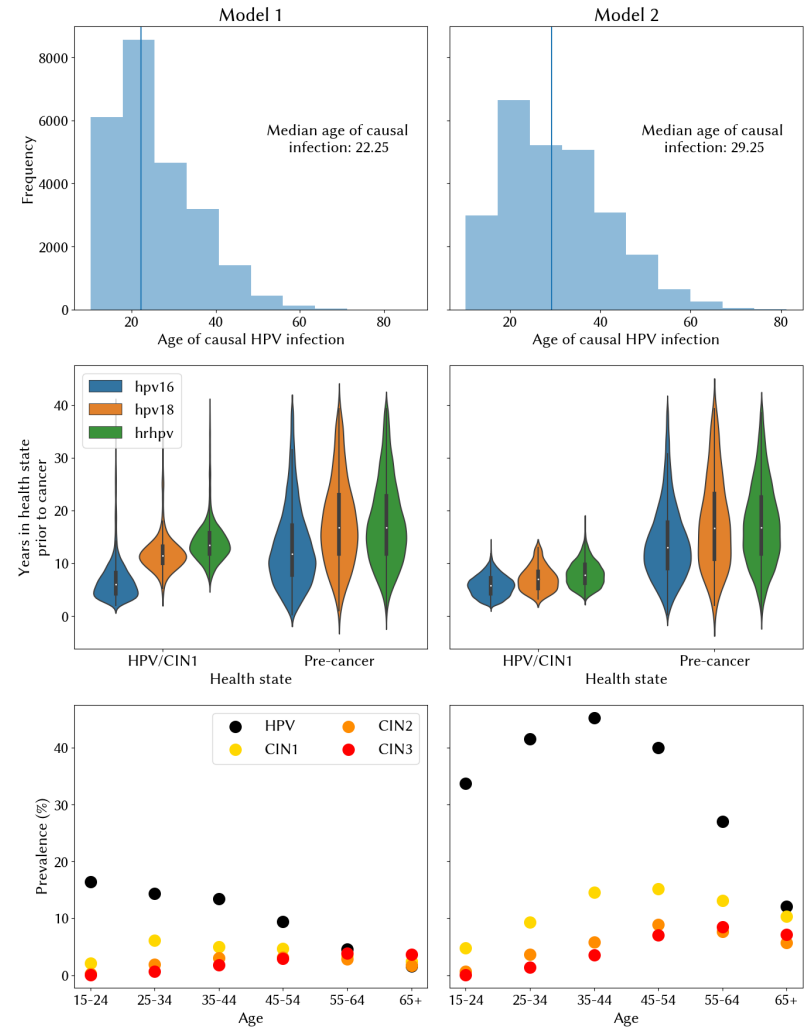 Model 1
Model 2
8000
6000
4000
2000
0
Frequency
Median age of causal
infection: 22.25
Median age of causal
infection: 29.25
20
40
60
80
20
40
60
80
Age of causal HPV infection
Age of causal HPV infection
hpv16
hpv18
hrhpv
40
30
20
10
0
Years in health state
prior to cancer
HPV/CIN1
Pre-cancer
HPV/CIN1
Pre-cancer
Health state
Health state
HPV
CIN1
CIN2
CIN3
40
30
20
10
0
Prevalence (%)
15-24
25-34
35-44
45-54
55-64
65+
15-24
25-34
35-44
45-54
55-64
65+
Age
Age